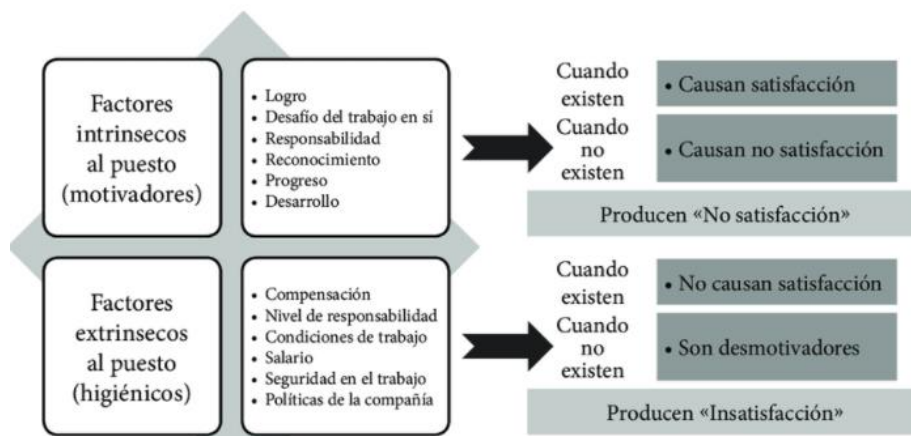 Factores
intrinsecos
al puesto
(motivadores)
• Logro
• Desafío del trabajo en sí
• Responsabilidad
• Reconocimiento
• Progreso
• Desarrollo
Cuando
existen
• Causan satisfacción
Cuando
no
existen
• Causan no satisfacción
Producen «No satisfacción»
Factores
extrinsecos
al puesto
(higiénicos)
• Compensación
• Nivel de responsabilidad
• Condiciones de trabajo
• Salario
• Seguridad en el trabajo
• Políticas de la compañía
Cuando
existen
• No causan satisfacción
Cuando
no
existen
• Son desmotivadores
Producen «Insatisfacción»